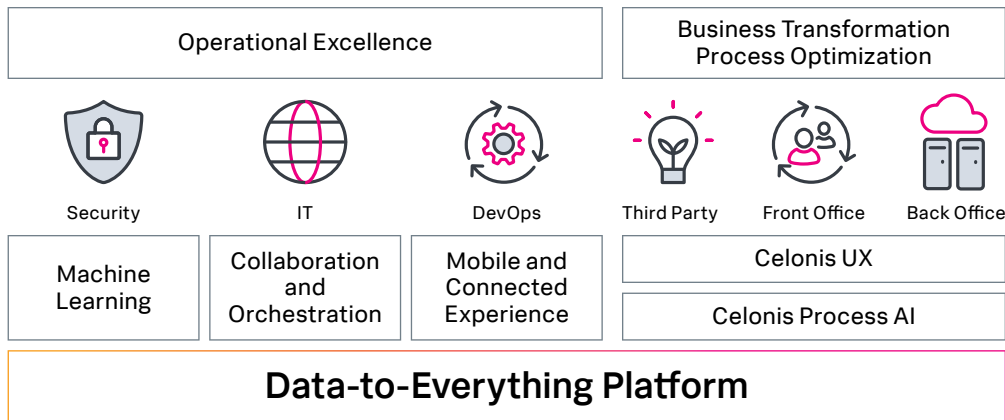 Operational Excellence
Business Transformation
Process Optimization
Security
IT
DevOps
Third Party
Front Office
Back Office
Machine
Learning
Collaboration
and
Orchestration
Mobile and
Connected
Experience
Celonis UX
Celonis Process AI
Data-to-Everything Platform